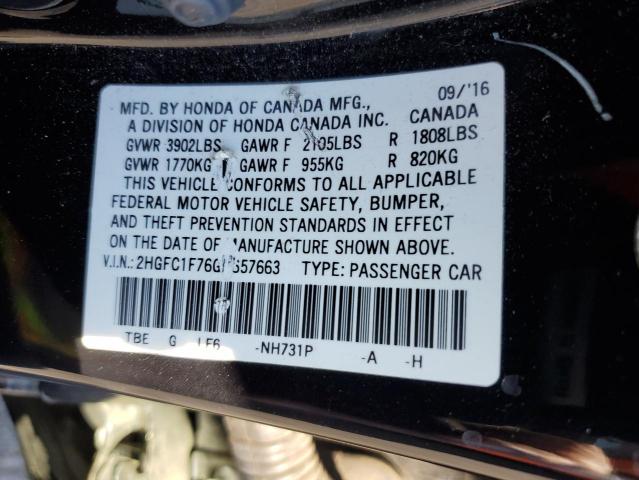 09/'16
MFD. BY HONDA OF CANADA MFG.,
A DIVISION OF HONDA CANADA INC. CANADA
GVWR 3902LBS GAWR F 2105LBS R 1808LBS
GVWR 1770KG GAWR F 955KG R 820KG
THIS VEHICLE CONFORMS TO ALL APPLICABLE
FEDERAL MOTOR VEHICLE SAFETY, BUMPER,
AND THEFT PREVENTION STANDARDS IN EFFECT
ON THE DATE OF MANUFACTURE SHOWN ABOVE.
V.I.N.: TYPE: PASSENGER CAR
TBE G LF6 -NH731P -A -H